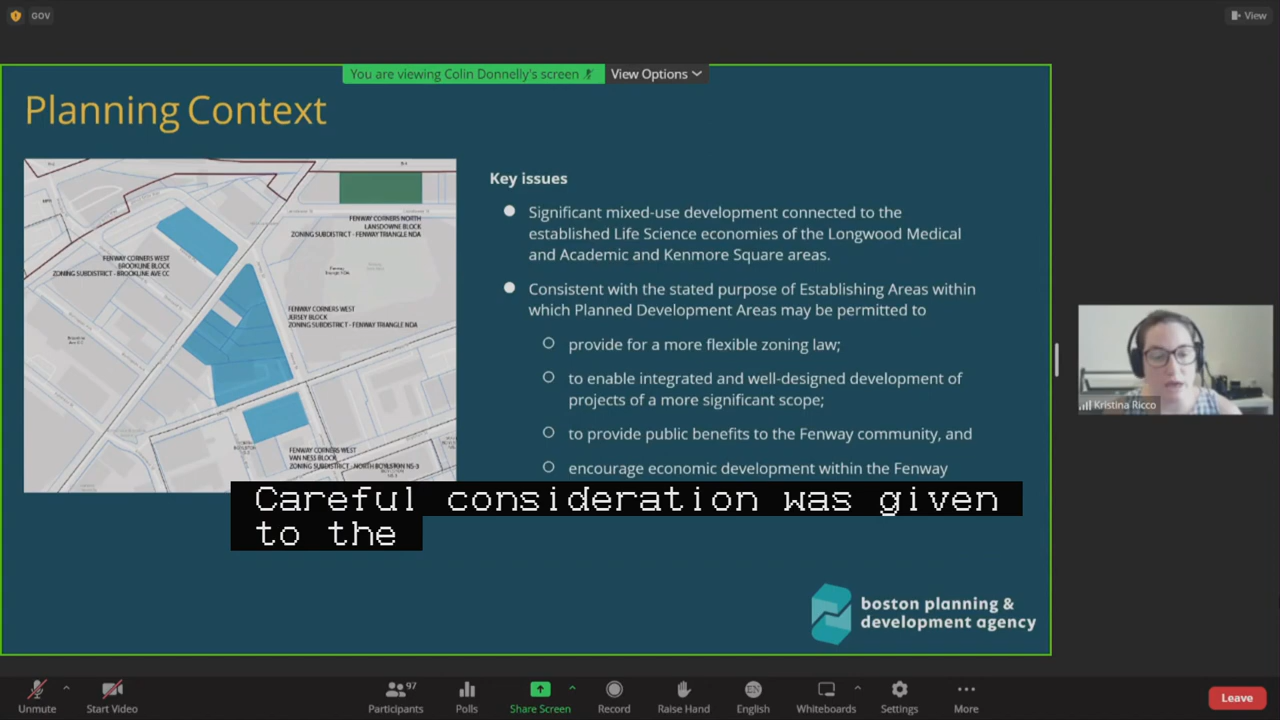 GOV
View
You are viewing Colin Donnelly's screen
View Options
Planning Context
FENWAY CORNERS NORTH
LANSDOWNE BLOCK
ZONING SUBDISTRICT - FENWAY TRIANGLE NDA
FENWAY CORNERS WEST
BROOKLINE BLOCK
ZONING SUBDISTRICT - BROOKLINE AVE CC
FENWAY CORNERS WEST
JERSEY BLOCK
ZONING SUBDISTRICT - FENWAY TRIANGLE NDA
FENWAY CORNERS WEST
VAN NESS BLOCK
ZONING SUBDISTRICT - NORTH BOYLSTON NS-3
Key issues
Significant mixed-use development connected to the
established Life Science economies of the Longwood Medical
and Academic and Kenmore Square areas.
Consistent with the stated purpose of Establishing Areas within
which Planned Development Areas may be permitted to
provide for a more flexible zoning law;
to enable integrated and well-designed development of
projects of a more significant scope;
to provide public benefits to the Fenway community, and
encourage economic development within the Fenway
Careful consideration was given
to the
boston planning &
development agency
Kristina Ricco
Unmute
Start Video
97
Participants
Polls
Share Screen
Record
Raise Hand
EN
English
Whiteboards
Settings
More
Leave